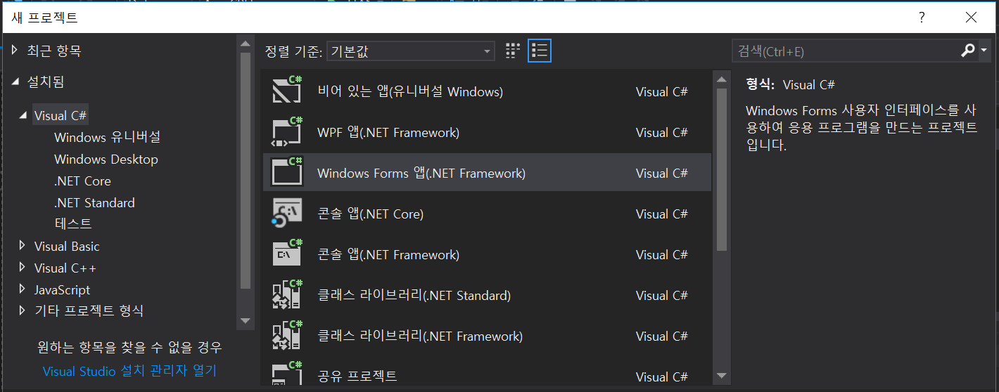 새 프로젝트
?
최근 항목
설치됨
Visual C#
Windows 유니버설
Windows Desktop
.NET Core
.NET Standard
테스트
Visual Basic
Visual C++
JavaScript
기타 프로젝트 형식
원하는 항목을 찾을 수 없을 경우
Visual Studio 설치 관리자 열기
정렬 기준: 기본값
C# 비어 있는 앱(유니버설 Windows) Visual C#
C# WPF 앱(.NET Framework) Visual C#
C# Windows Forms 앱(.NET Framework) Visual C#
C:\ 콘솔 앱(.NET Core) Visual C#
C# C:\ 콘솔 앱(.NET Framework) Visual C#
C# 클래스 라이브러리(.NET Standard) Visual C#
C# 클래스 라이브러리(.NET Framework) Visual C#
C# 공유 프로젝트 Visual C#
검색(Ctrl+E)
형식: Visual C#
Windows Forms 사용자 인터페이스를 사
용하여 응용 프로그램을 만드는 프로젝트
입니다.